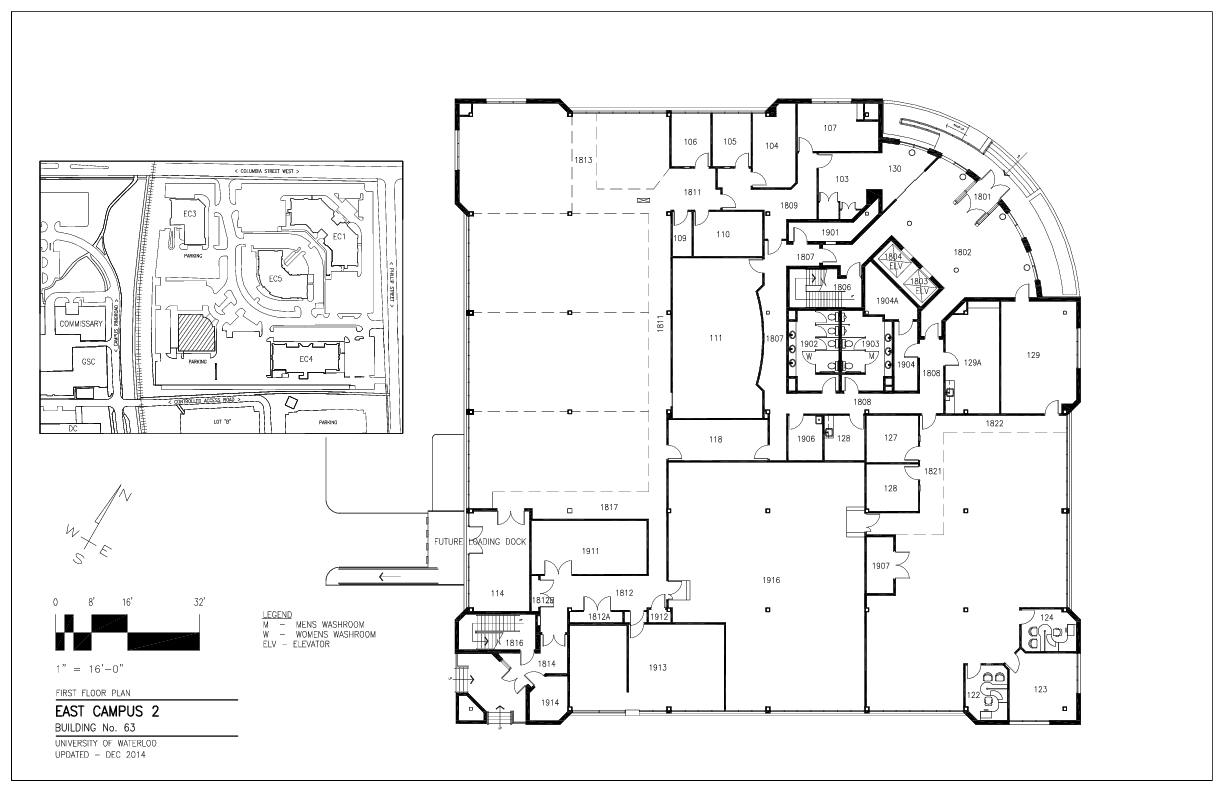 < COLUMBIA STREET WEST >
EC3
EC1
PARKING
EC5
< PHILLIP STREET >
< CAMPUS RAILROAD >
COMMISSARY
GSC
PARKING
EC4
< CONTROLLED ACCESS ROAD >
DC
LOT "B"
PARKING
N
W
E
S
0 8' 16' 32'
1" = 16'-0"
LEGEND
M - MENS WASHROOM
W - WOMENS WASHROOM
ELV - ELEVATOR
FIRST FLOOR PLAN
EAST CAMPUS 2
BUILDING No. 63
UNIVERSITY OF WATERLOO
UPDATED - DEC 2014
107
106
105
104
1813
130
103
1811
1801
1809
109
110
1901
1802
1807
1804
ELV
1803
ELV
1806
1904A
1811
111
1807
1902
W
1903
M
1904
1808
129A
129
1808
118
1906
128
127
1822
1821
128
1817
FUTURE LOADING DOCK
1911
1907
1916
114
1812B
1812
1812A
1912
124
1816
1814
1913
122
123
1914